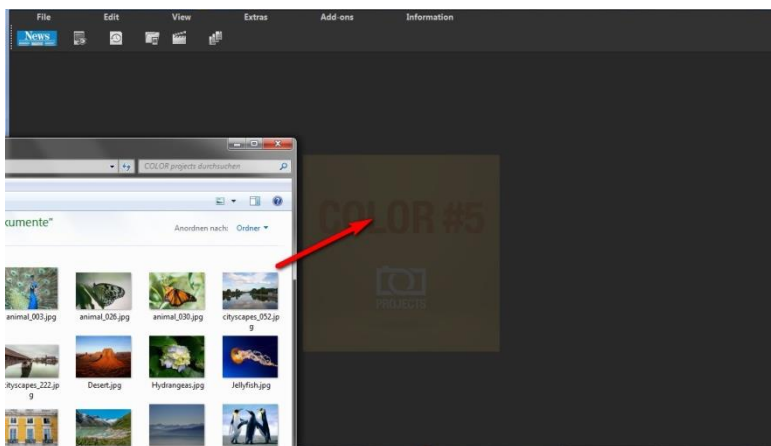 File Edit View Extras Add-ons Information
News
COLOR projects durchsuchen
kumente"
Anordnen nach: Ordner
COLOR #5
PROJECTS
animal_003.jpg animal_026.jpg animal_030.jpg cityscapes_052.jp
g
cityscapes_222.jp Desert.jpg Hydrangeas.jpg Jellyfish.jpg
g